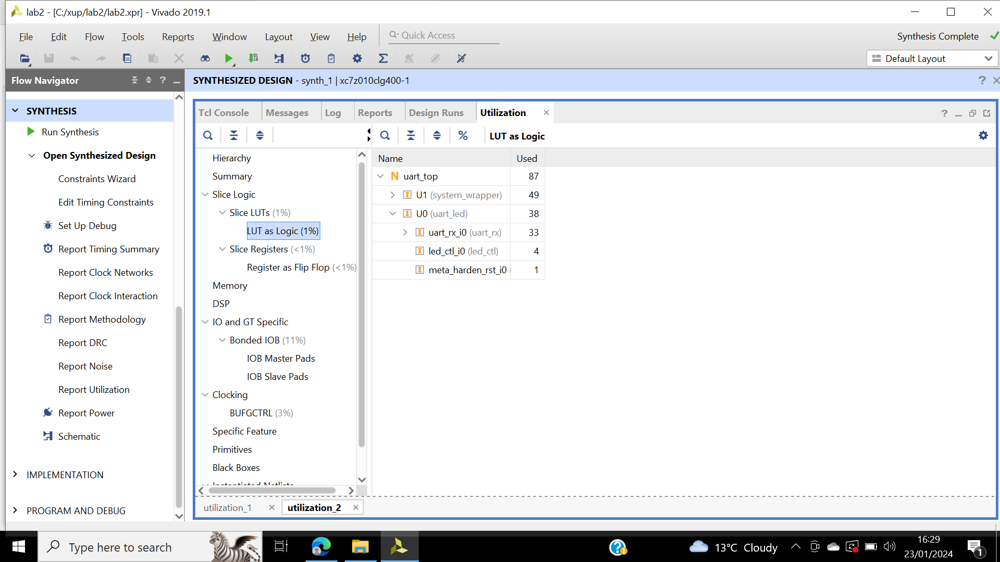 lab2 - [C:/xup/lab2/lab2.xpr] - Vivado 2019.1
File Edit Flow Tools Reports Window Layout View Help Quick Access Synthesis Complete
Default Layout
Flow Navigator
SYNTHESIZED DESIGN - synth_1 | xc7z010clg400-1
SYNTHESIS
Run Synthesis
Open Synthesized Design
Constraints Wizard
Edit Timing Constraints
Set Up Debug
Report Timing Summary
Report Clock Networks
Report Clock Interaction
Report Methodology
Report DRC
Report Noise
Report Utilization
Report Power
Schematic
IMPLEMENTATION
PROGRAM AND DEBUG
Tcl Console Messages Log Reports Design Runs Utilization
Hierarchy
Summary
Slice Logic
Slice LUTs (1%)
LUT as Logic (1%)
Slice Registers (<1%)
Register as Flip Flop (<1%)
Memory
DSP
IO and GT Specific
Bonded IOB (11%)
IOB Master Pads
IOB Slave Pads
Clocking
BUFGCTRL (3%)
Specific Feature
Primitives
Black Boxes
Instantiated Netlists
% LUT as Logic
Name Used
N uart_top 87
U1 (system_wrapper) 49
U0 (uart_led) 38
uart_rx_i0 (uart_rx) 33
led_ctl_i0 (led_ctl) 4
meta_harden_rst_i0 1
utilization_1 utilization_2
Type here to search
13°C Cloudy
16:29
23/01/2024
1